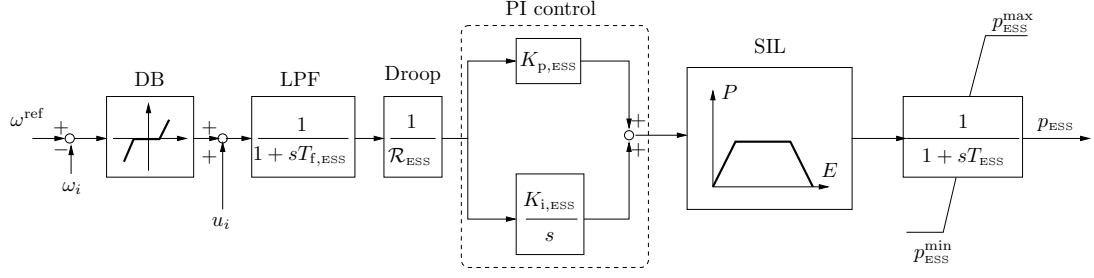 PI control
p_ESS^max
DB
LPF
Droop
K_p,ESS
SIL
ω^ref
+
−
ω_i
+
+
u_i
1
1 + sT_f,ESS
1
R_ESS
K_i,ESS
s
+
+
P
E
1
1 + sT_ESS
p_ESS
p_ESS^min